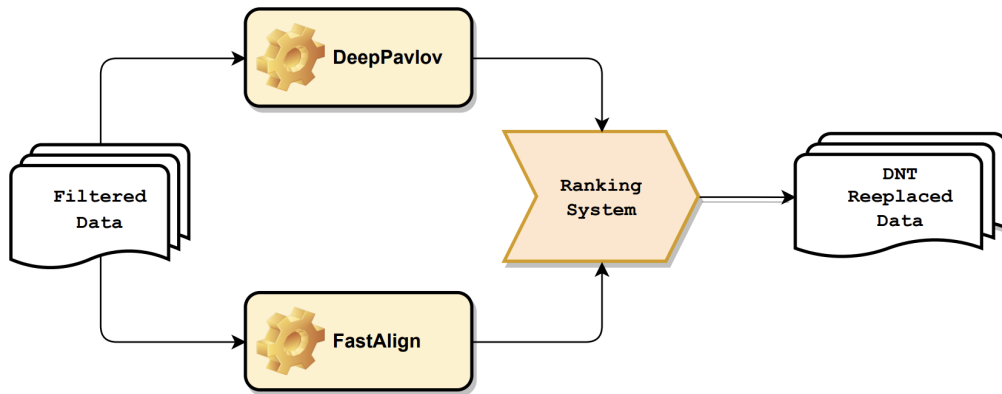 DeepPavlov
Filtered
Data
Ranking
System
DNT
Reeplaced
Data
FastAlign